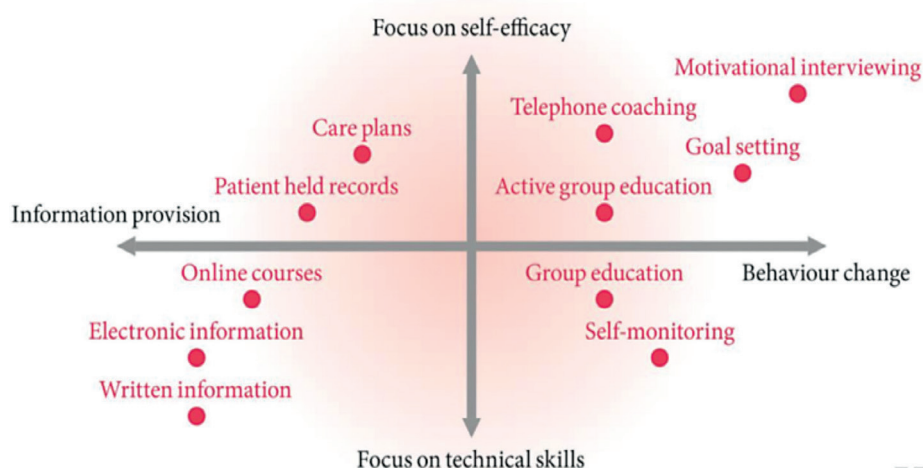 Focus on self-efficacy
Motivational interviewing
Telephone coaching
Care plans
Goal setting
Patient held records
Active group education
Information provision
Online courses
Group education
Behaviour change
Electronic information
Self-monitoring
Written information
Focus on technical skills